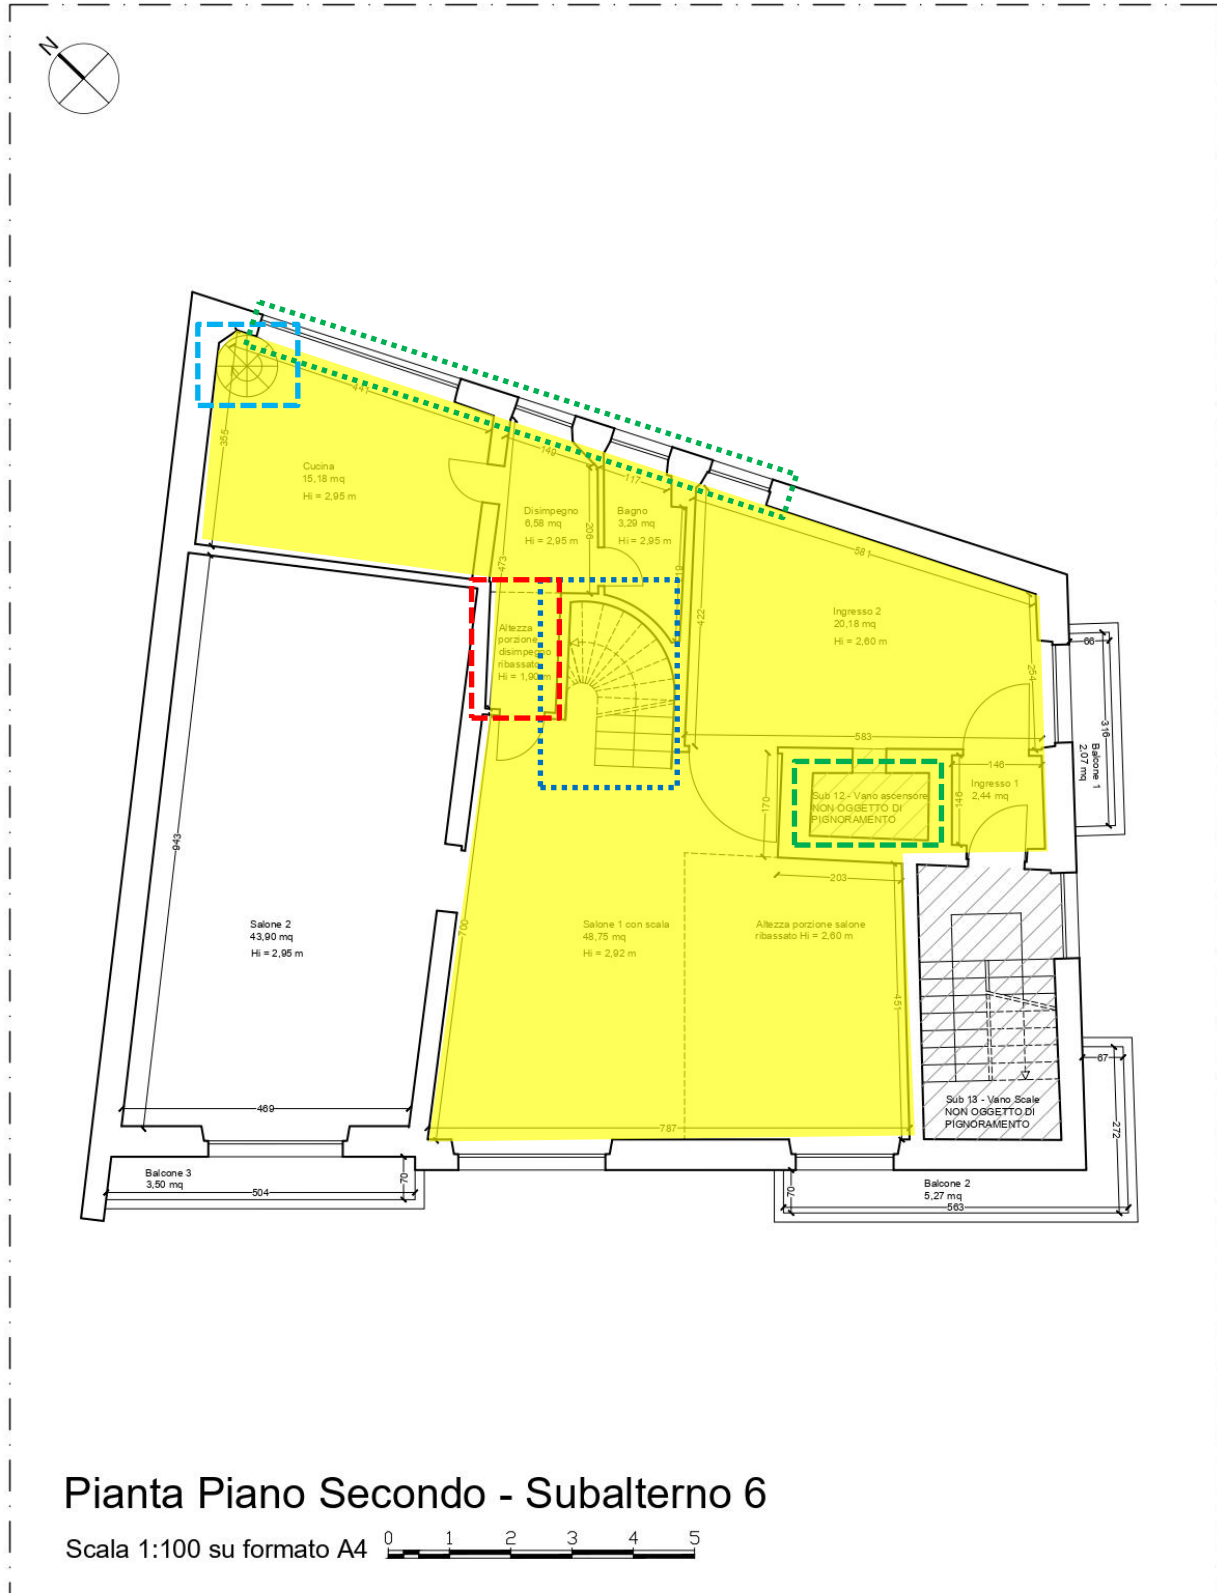 N
441
355
Cucina
15,18 mq
Hi = 2,95 m
149
117
Disimpegno
6,58 mq
Hi = 2,95 m
206
Bagno
3,29 mq
Hi = 2,95 m
473
422
581
Ingresso 2
20,18 mq
Hi = 2,60 m
254
66
316
Balcone 1
2,07 mq
Altezza
porzione
disimpegno
ribassato
Hi = 1,90 m
583
146
146
Ingresso 1
2,44 mq
170
Sub 12 - Vano ascensore
NON OGGETTO DI
PIGNORAMENTO
203
943
Salone 2
43,90 mq
Hi = 2,95 m
700
Salone 1 con scala
48,75 mq
Hi = 2,92 m
Altezza porzione salone
ribassato Hi = 2,60 m
451
Sub 13 - Vano Scale
NON OGGETTO DI
PIGNORAMENTO
67
272
469
787
Balcone 3
3,50 mq
504
70
70
Balcone 2
5,27 mq
563
Pianta Piano Secondo - Subalterno 6
Scala 1:100 su formato A4
0 1 2 3 4 5